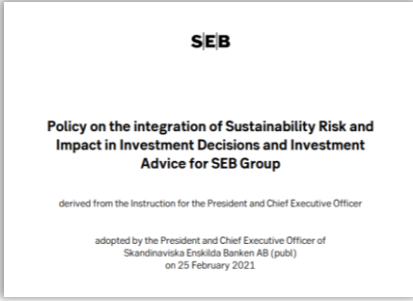 SEB
Policy on the integration of Sustainability Risk and
Impact in Investment Decisions and Investment
Advice for SEB Group
derived from the Instruction for the President and Chief Executive Officer
adopted by the President and Chief Executive Officer of
Skandinaviska Enskilda Banken AB (publ)
on 25 February 2021